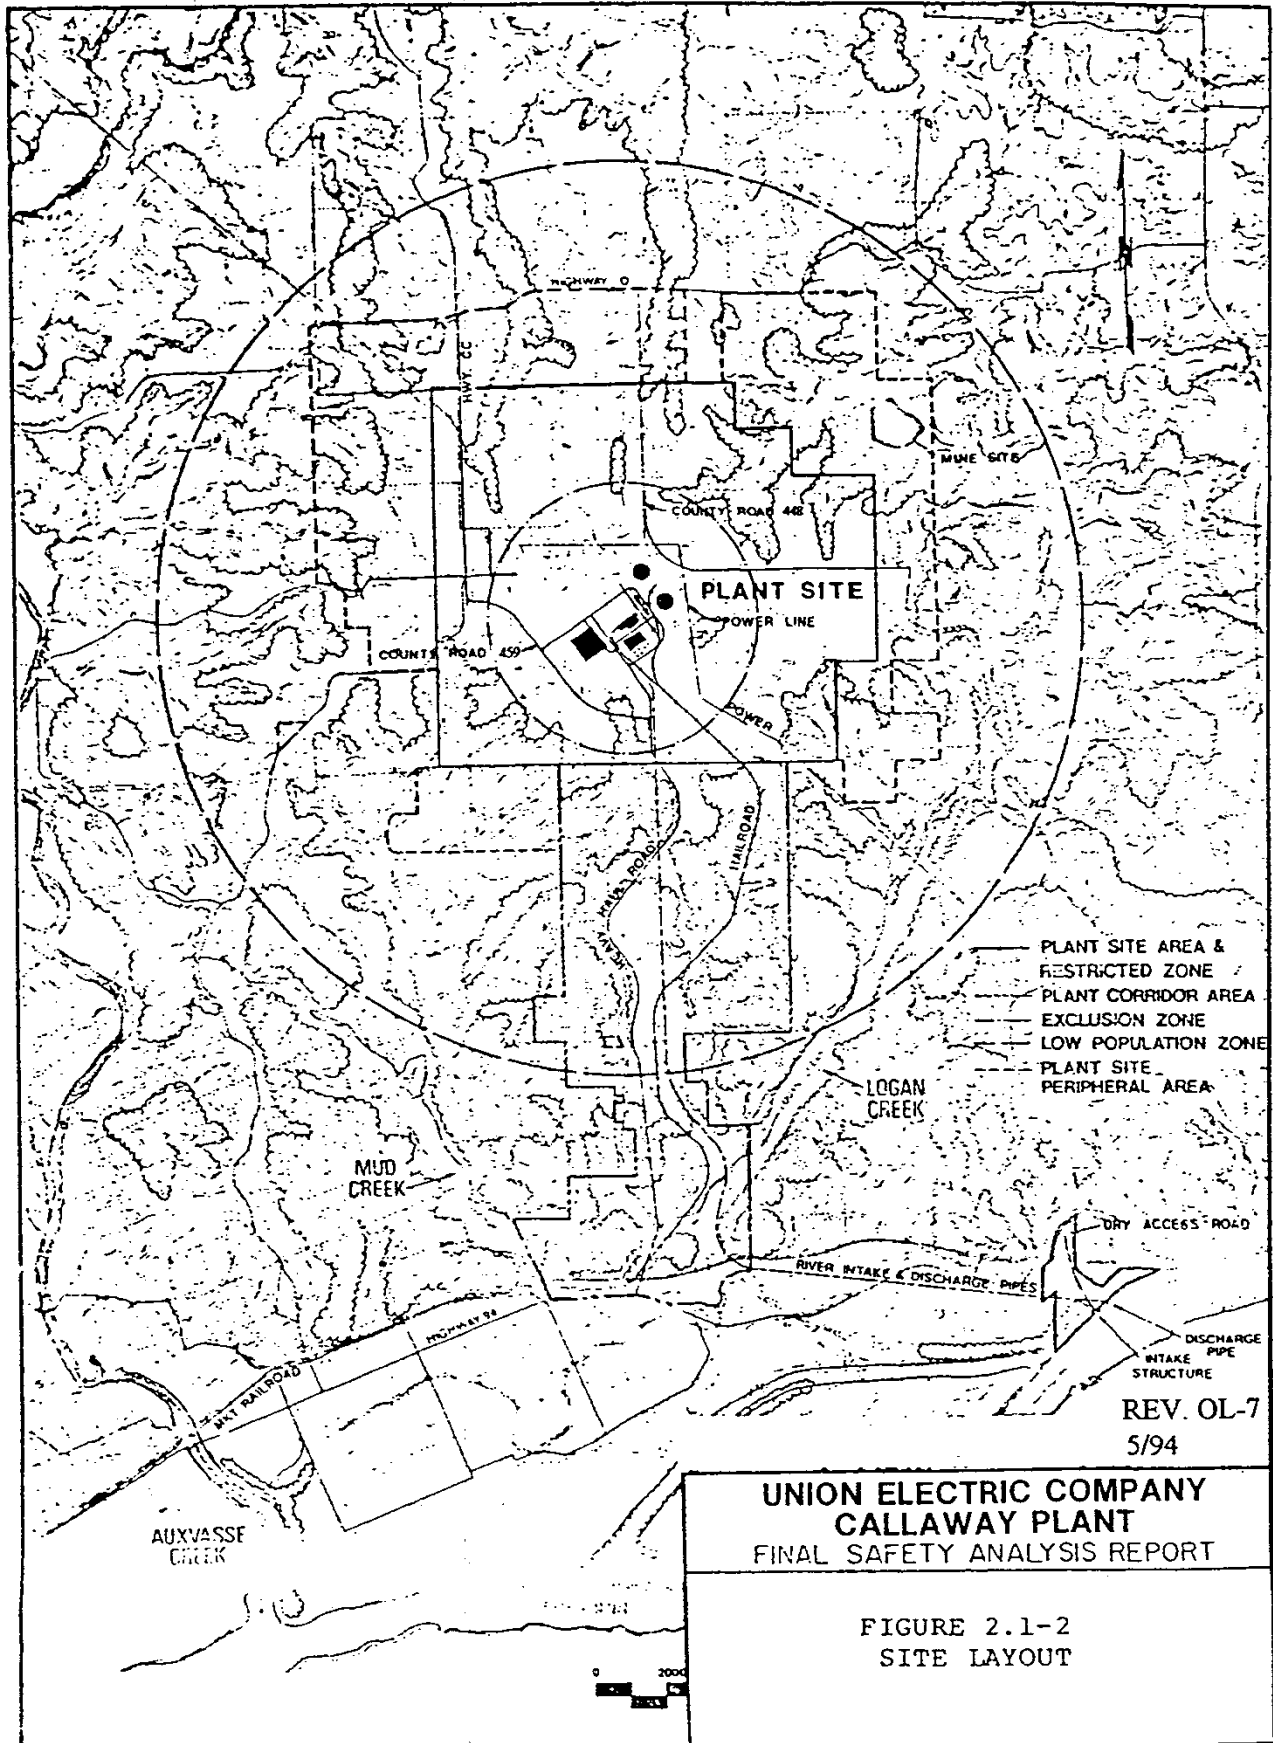 HIGHWAY O
HWY. CC
MINE SITE
COUNTY ROAD 448
PLANT SITE
POWER LINE
COUNTY ROAD 459
POWER
RAILROAD
HEAVY HAUL ROAD
PLANT SITE AREA &
RESTRICTED ZONE
PLANT CORRIDOR AREA
EXCLUSION ZONE
LOW POPULATION ZONE
PLANT SITE
PERIPHERAL AREA
LOGAN
CREEK
MUD
CREEK
DRY ACCESS ROAD
RIVER INTAKE & DISCHARGE PIPES
HIGHWAY 94
MKT RAILROAD
DISCHARGE
PIPE
INTAKE
STRUCTURE
REV. OL-7
5/94
AUXVASSE
CREEK
UNION ELECTRIC COMPANY
CALLAWAY PLANT
FINAL SAFETY ANALYSIS REPORT
FIGURE 2.1-2
SITE LAYOUT
0 2000